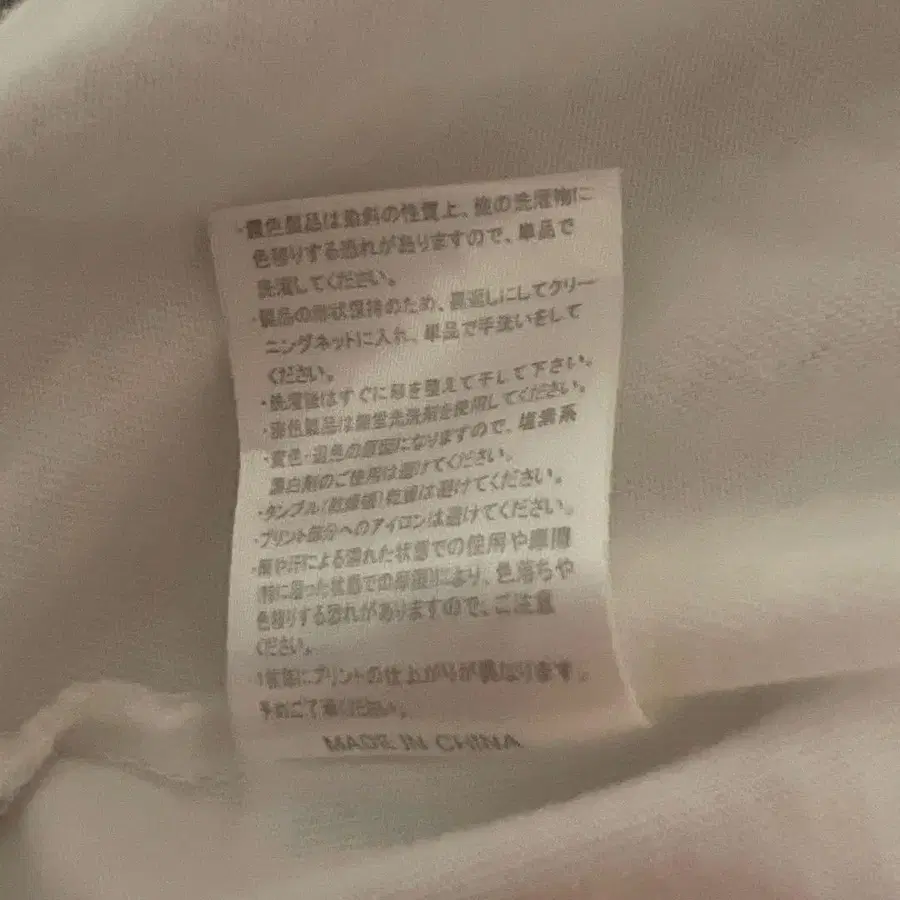 ・濃色製品は染料の性質上、他の洗濯物に
色移りする恐れがありますので、単品で
洗濯してください。
・製品の形状保持のため、裏返しにしてクリー
ニングネットに入れ、単品で手洗いをして
ください。
・洗濯後はすぐに形を整えて干して下さい。
・淡色製品は無蛍光洗剤を使用してください。
・黄色・退色の原因になりますので、塩素系
漂白剤のご使用は避けてください。
・タンブル(乾燥機)乾燥は避けてください。
・プリント部分へのアイロンは避けてください。
・雨や汗による濡れた状態での使用や摩擦
(特に湿った状態での摩擦)により、色落ちや
色移りする恐れがありますので、ご注意
ください。
・1枚毎にプリントの仕上がりが異なります。
予めご了承ください。
MADE IN CHINA